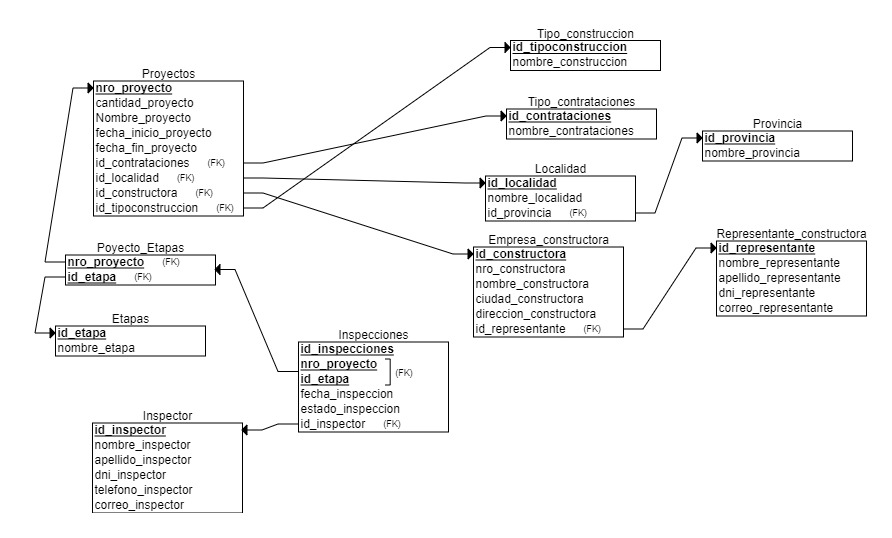 Tipo_construccion
id_tipoconstruccion
nombre_construccion
Proyectos
nro_proyecto
cantidad_proyecto
Nombre_proyecto
fecha_inicio_proyecto
fecha_fin_proyecto
id_contrataciones (FK)
id_localidad (FK)
id_constructora (FK)
id_tipoconstruccion (FK)
Tipo_contrataciones
id_contrataciones
nombre_contrataciones
Provincia
id_provincia
nombre_provincia
Localidad
id_localidad
nombre_localidad
id_provincia (FK)
Empresa_constructora
id_constructora
nro_constructora
nombre_constructora
ciudad_constructora
direccion_constructora
id_representante (FK)
Representante_constructora
id_representante
nombre_representante
apellido_representante
dni_representante
correo_representante
Poyecto_Etapas
nro_proyecto (FK)
id_etapa (FK)
Etapas
id_etapa
nombre_etapa
Inspecciones
id_inspecciones
nro_proyecto
id_etapa
(FK)
fecha_inspeccion
estado_inspeccion
id_inspector (FK)
Inspector
id_inspector
nombre_inspector
apellido_inspector
dni_inspector
telefono_inspector
correo_inspector